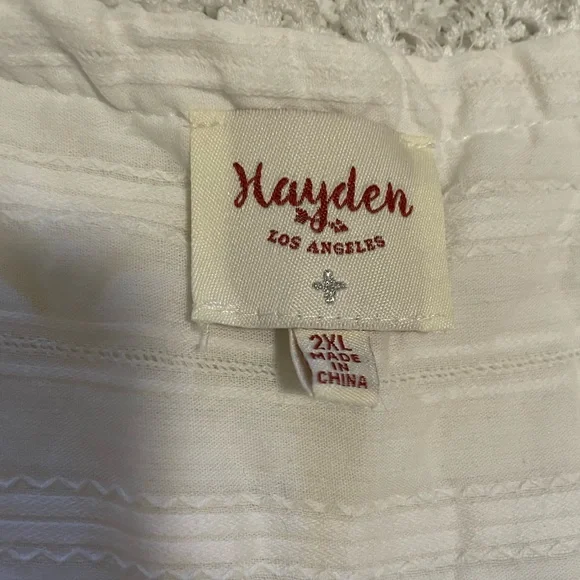 Hayden
LOS ANGELES
2XL
MADE
IN
CHINA